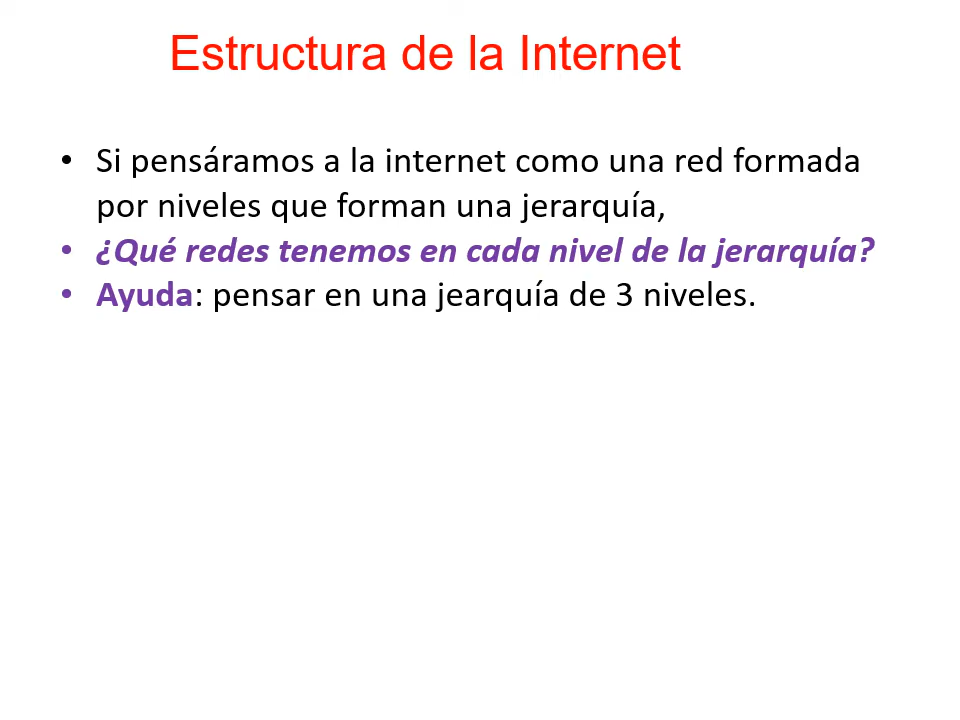 Estructura de la Internet
• Si pensáramos a la internet como una red formada
por niveles que forman una jerarquía,
• ¿Qué redes tenemos en cada nivel de la jerarquía?
• Ayuda: pensar en una jearquía de 3 niveles.